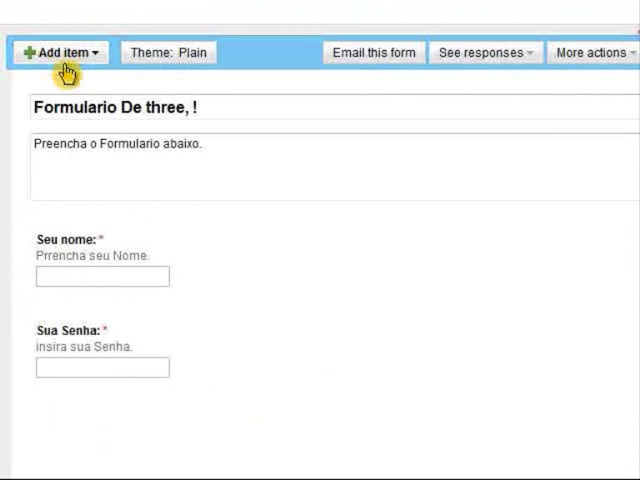 Add item
Theme: Plain
Email this form
See responses
More actions
Formulario De three, !
Preencha o Formulario abaixo.
Seu nome: *
Prrencha seu Nome.
Sua Senha: *
insira sua Senha.